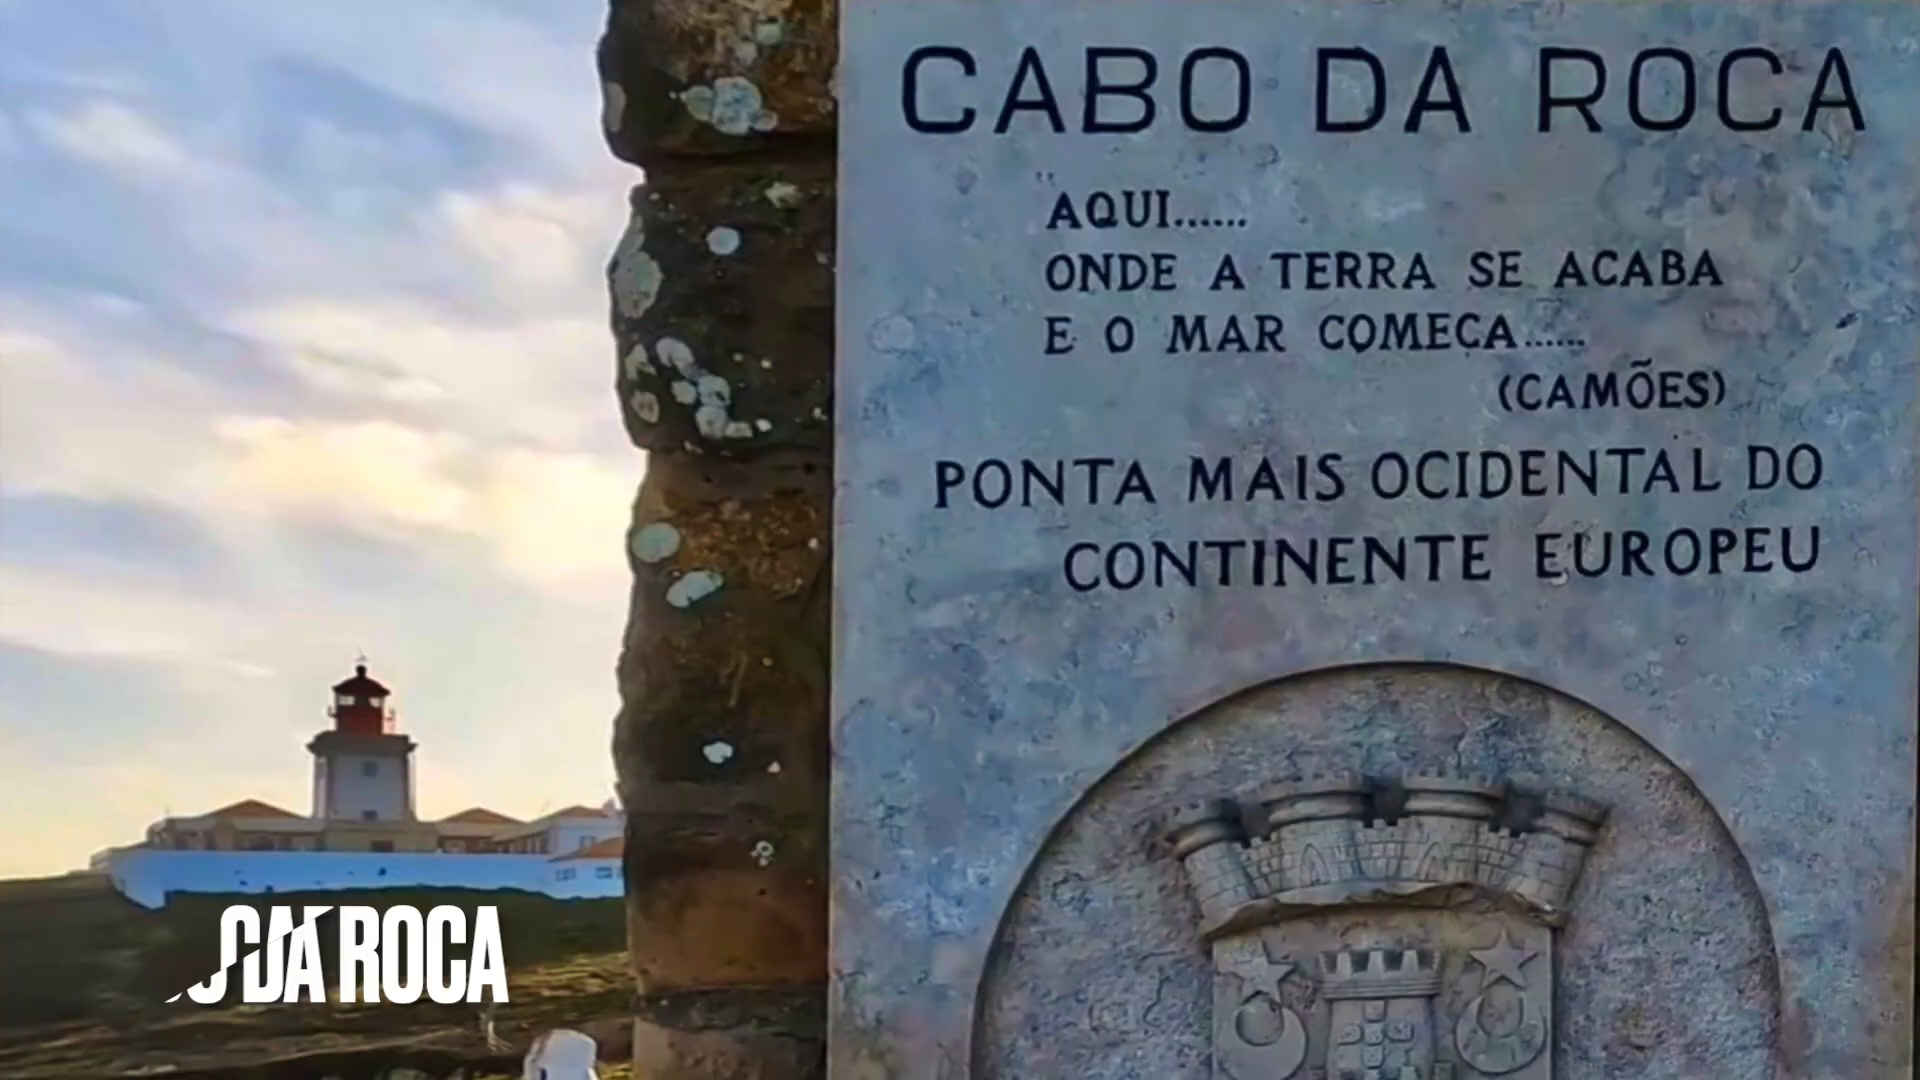 CABO DA ROCA
"AQUI......
ONDE A TERRA SE ACABA
E O MAR COMEÇA......
(CAMÕES)
PONTA MAIS OCIDENTAL DO
CONTINENTE EUROPEU
DA ROCA